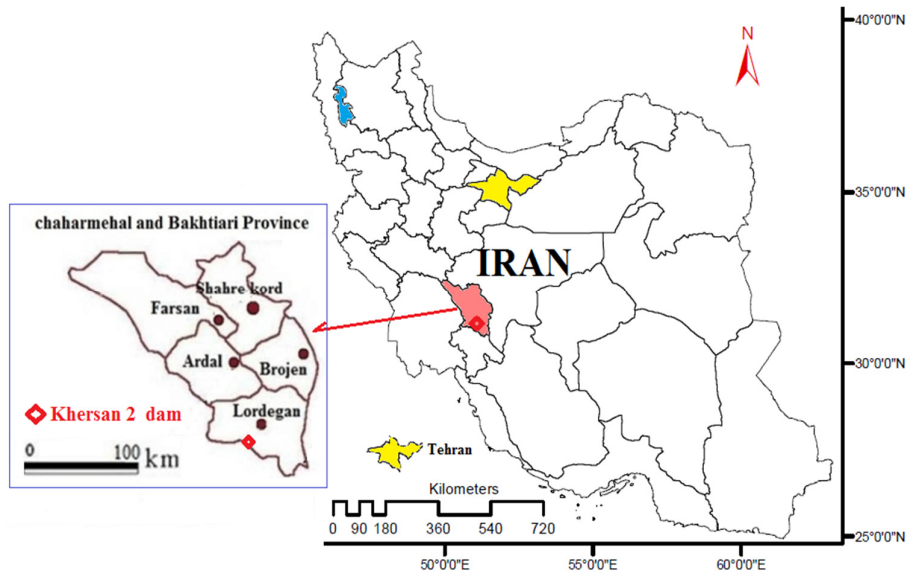 40°0'0"N
N
35°0'0"N
chaharmehal and Bakhtiari Province
IRAN
Shahre kord
Farsan
Ardal
Brojen
30°0'0"N
Lordegan
Khersan 2 dam
0 100 km
Tehran
Kilometers
0 90 180 360 540 720
25°0'0"N
50°0'0"E 55°0'0"E 60°0'0"E